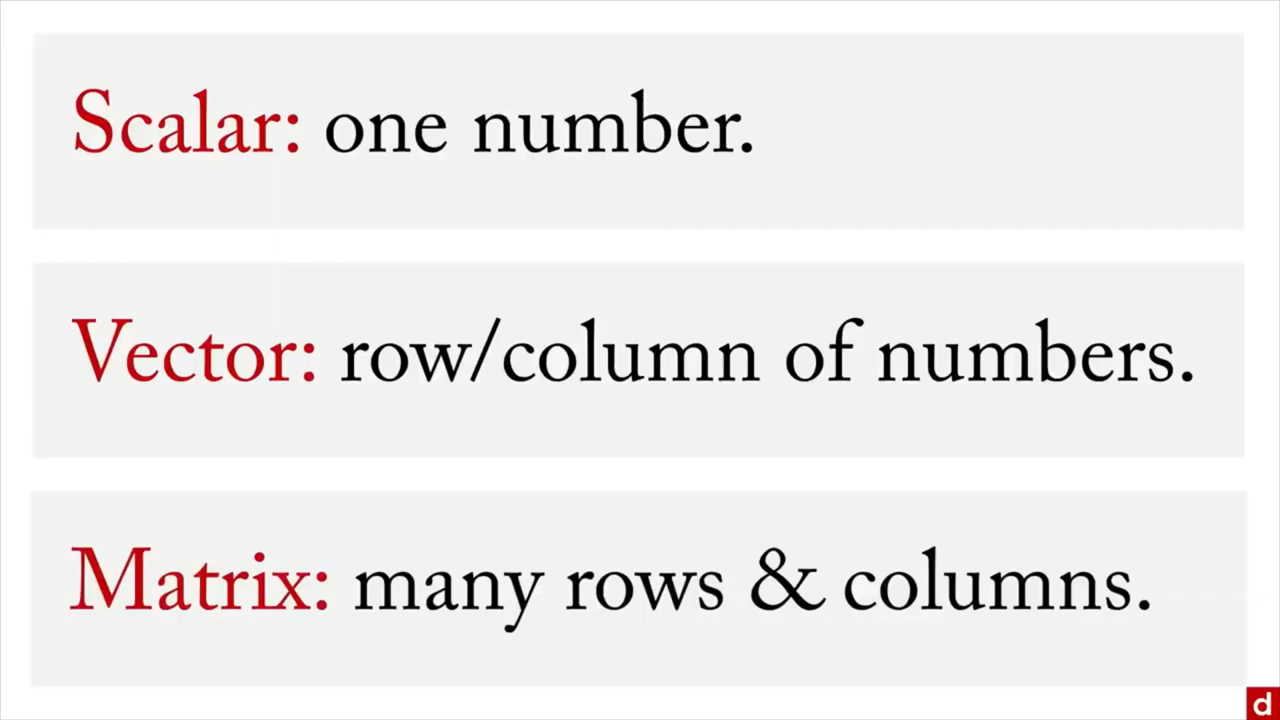 Scalar: one number.
Vector: row/column of numbers.
Matrix: many rows & columns.
d